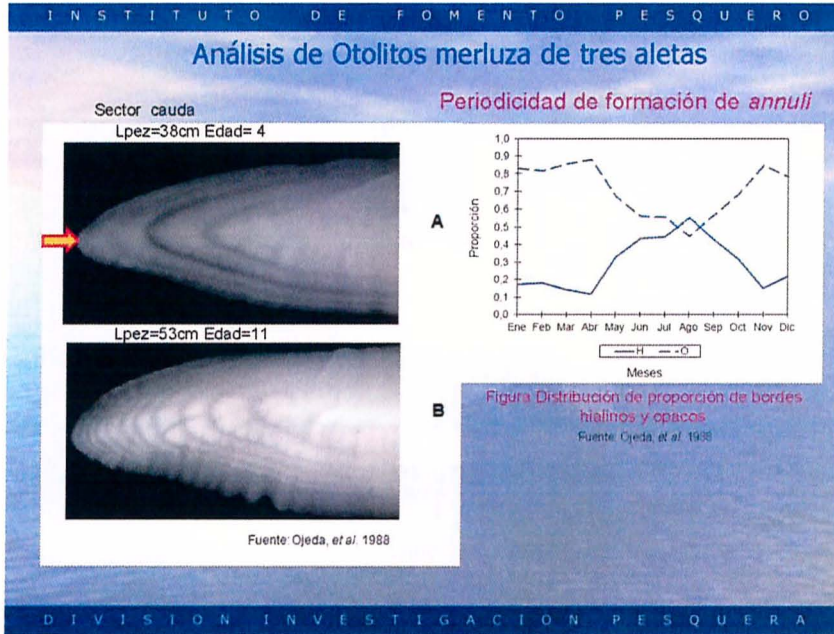 INSTITUTO DE FOMENTO PESQUERO
Análisis de Otolitos merluza de tres aletas
Periodicidad de formación de annuli
Sector cauda
Lpez=38cm Edad= 4
A
Lpez=53cm Edad=11
B
Fuente: Ojeda, et al. 1988
Proporción
1,0
0,9
0,8
0,7
0,6
0,5
0,4
0,3
0,2
0,1
0,0
Ene Feb Mar Abr May Jun Jul Ago Sep Oct Nov Dic
H O
Meses
Figura Distribución de proporción de bordes
hialinos y opacos
Fuente: Ojeda, et al. 1988
DIVISION INVESTIGACION PESQUERA